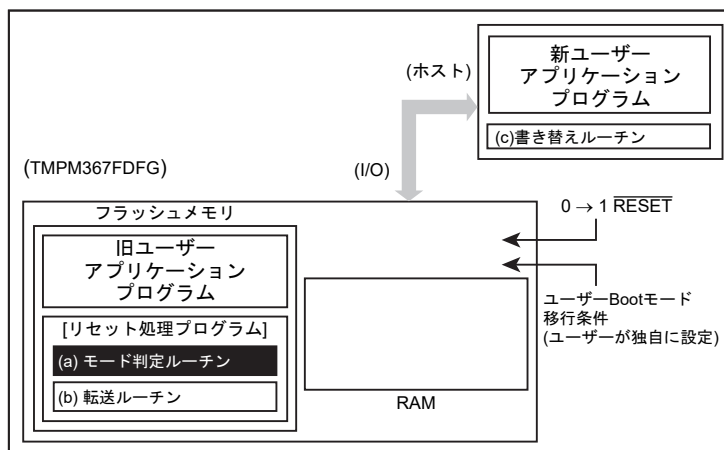 新ユーザー
アプリケーション
プログラム
(ホスト)
(c)書き替えルーチン
(TMPM367FDFG)
(I/O)
フラッシュメモリ
0 → 1 RESET
旧ユーザー
アプリケーション
プログラム
ユーザーBootモード
移行条件
(ユーザーが独自に設定)
[リセット処理プログラム]
(a) モード判定ルーチン
(b) 転送ルーチン
RAM